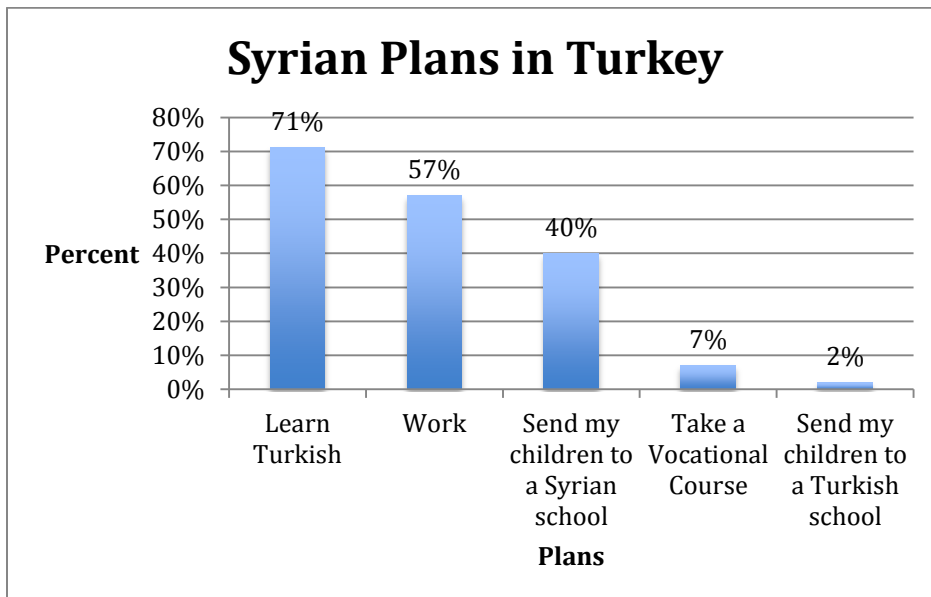 Syrian Plans in Turkey
80%
70%
60%
50%
40%
30%
20%
10%
0%
Percent
71%
57%
40%
7%
2%
Learn
Turkish
Work
Send my
children to
a Syrian
school
Take a
Vocational
Course
Send my
children to
a Turkish
school
Plans